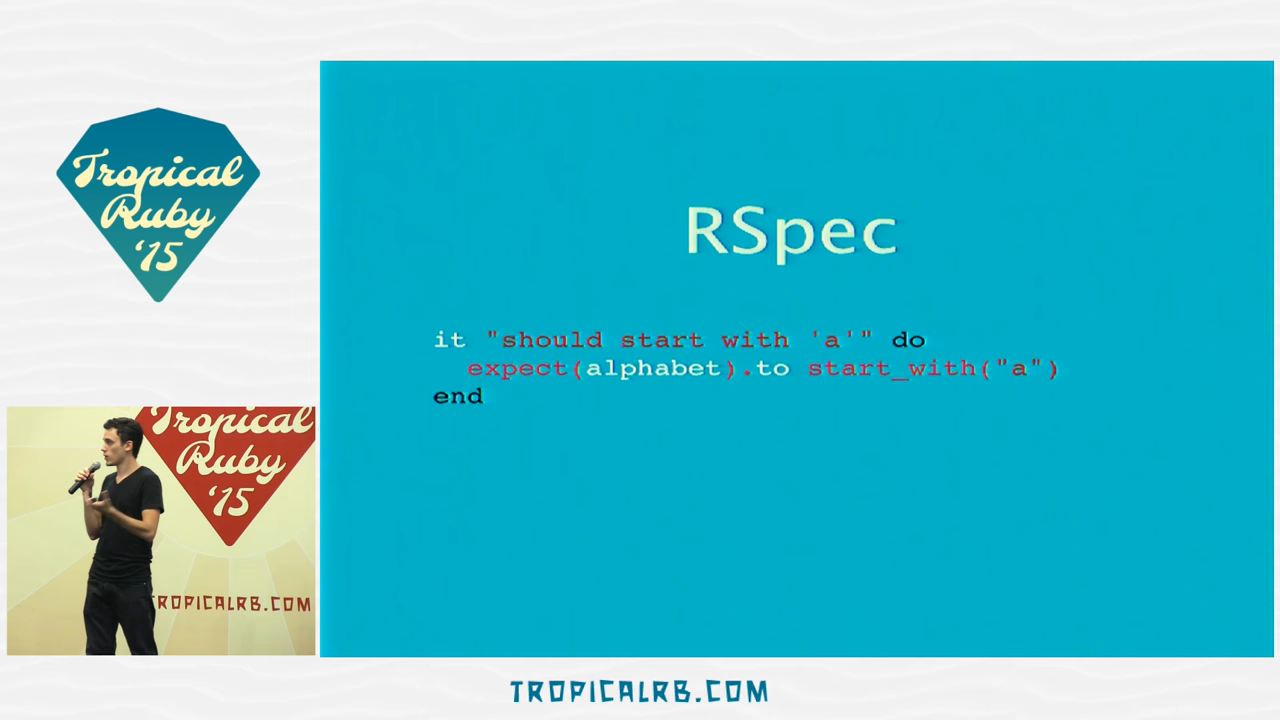 Tropical
Ruby
'15
RSpec
it "should start with 'a'" do
  expect(alphabet).to start_with("a")
end
Tropical
Ruby
'15
TROPICALRB.COM
TROPICALRB.COM